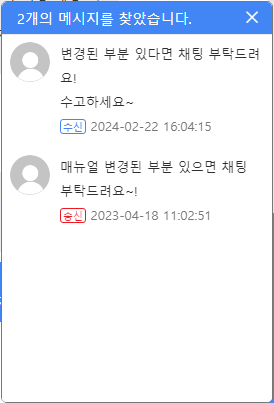 2개의 메시지를 찾았습니다.
변경된 부분 있다면 채팅 부탁드려
요!
수고하세요~
수신 2024-02-22 16:04:15
매뉴얼 변경된 부분 있으면 채팅
부탁드려요~!
송신 2023-04-18 11:02:51